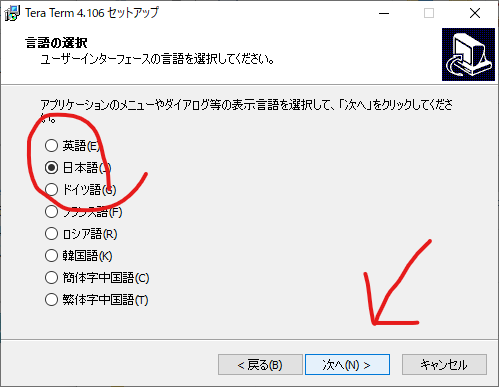 Tera Term 4.106 セットアップ
言語の選択
ユーザーインターフェースの言語を選択してください。
アプリケーションのメニューやダイアログ等の表示言語を選択して、「次へ」をクリックしてくださ
い。
英語(E)
日本語(J)
ドイツ語(G)
フランス語(F)
ロシア語(R)
韓国語(K)
簡体字中国語(C)
繁体字中国語(T)
< 戻る(B)
次へ(N) >
キャンセル